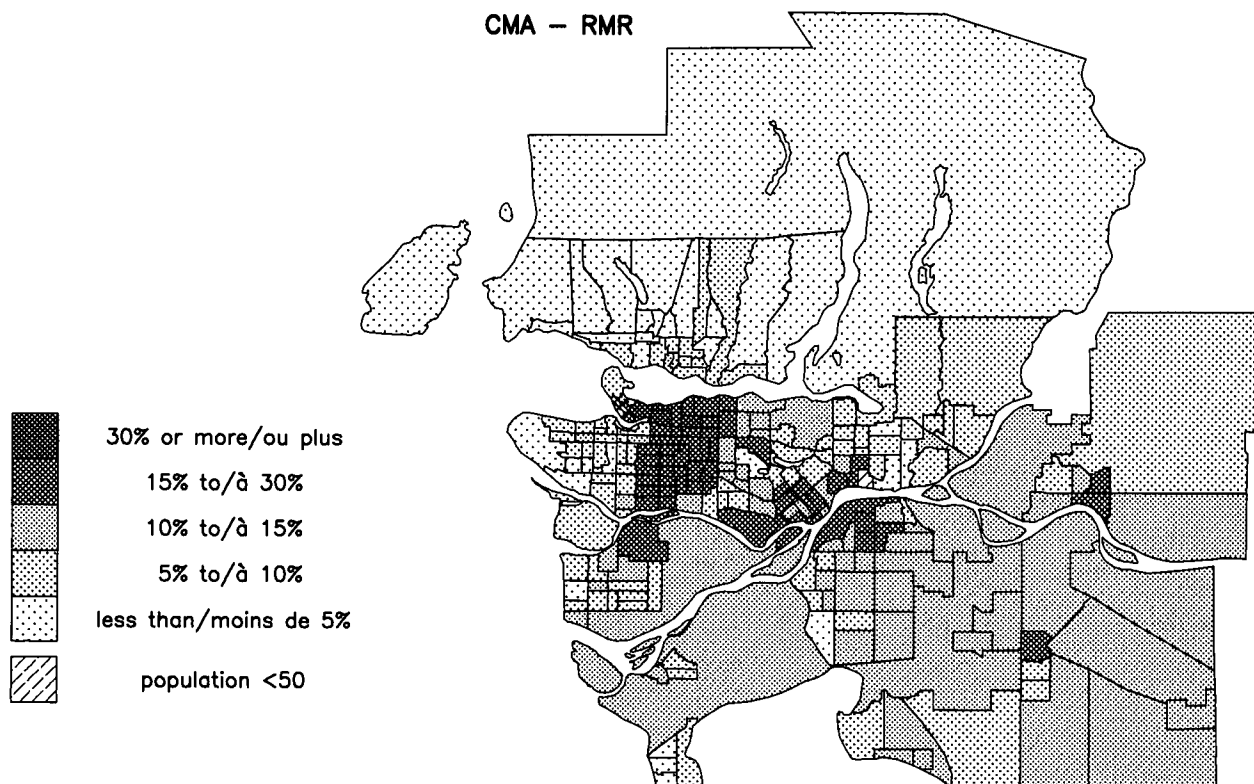 CMA – RMR
30% or more/ou plus
15% to/à 30%
10% to/à 15%
5% to/à 10%
less than/moins de 5%
population <50